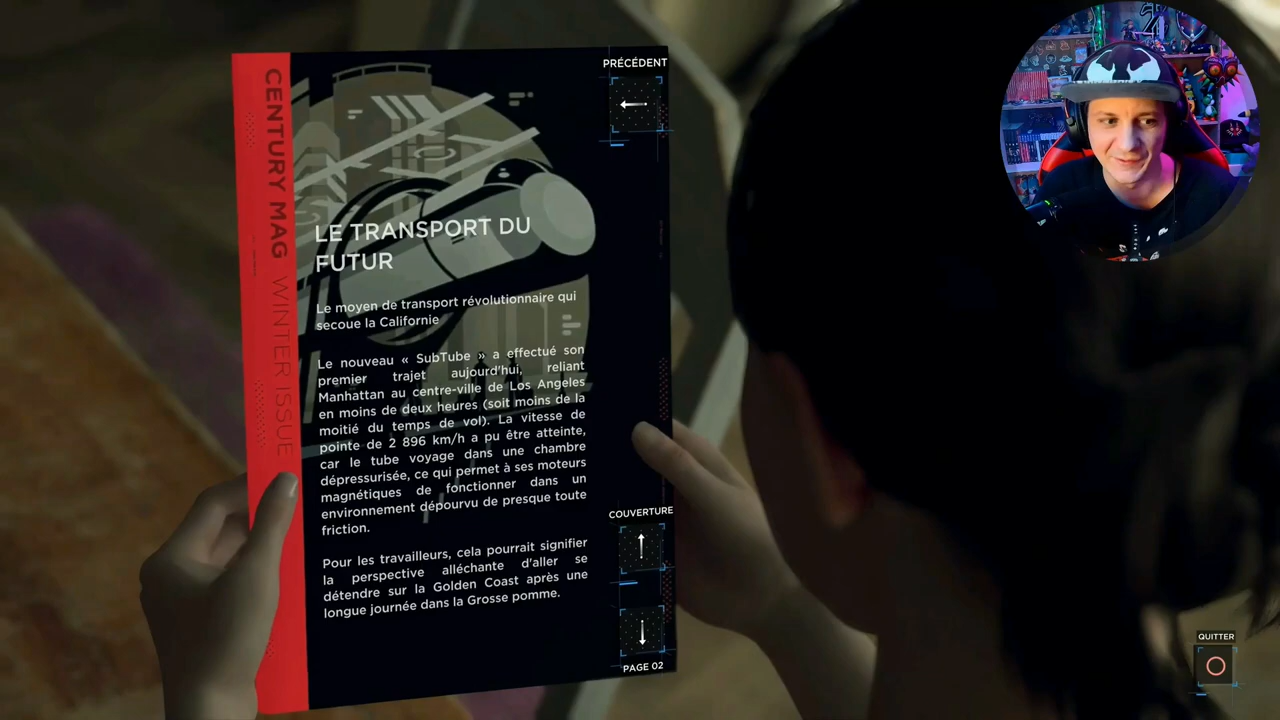 PRÉCÉDENT
CENTURY MAG WINTER ISSUE
LE TRANSPORT DU
FUTUR
Le moyen de transport révolutionnaire qui
secoue la Californie
Le nouveau « SubTube » a effectué son
premier trajet aujourd'hui, reliant
Manhattan au centre-ville de Los Angeles
en moins de deux heures (soit moins de la
moitié du temps de vol). La vitesse de
pointe de 2 896 km/h a pu être atteinte,
car le tube voyage dans une chambre
dépressurisée, ce qui permet à ses moteurs
magnétiques de fonctionner dans un
environnement dépourvu de presque toute
friction.
Pour les travailleurs, cela pourrait signifier
la perspective alléchante d'aller se
détendre sur la Golden Coast après une
longue journée dans la Grosse pomme.
COUVERTURE
PAGE 02
QUITTER